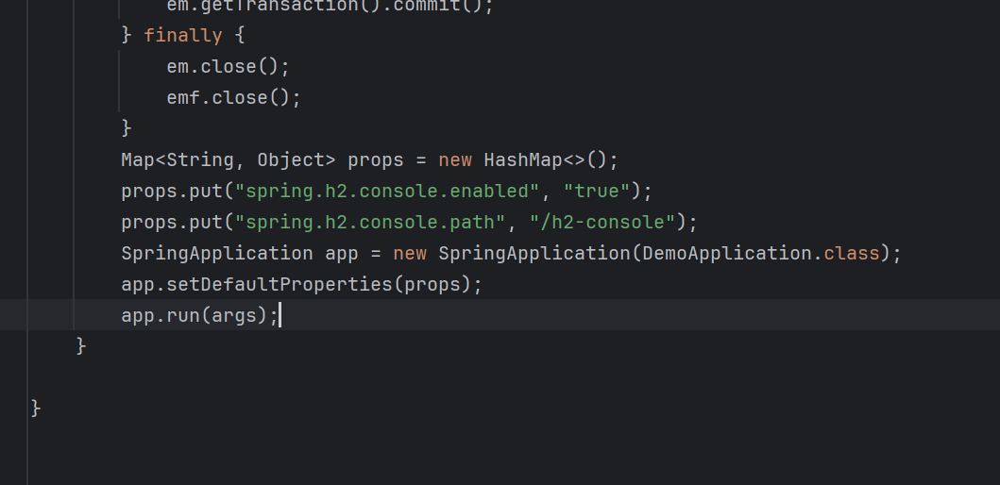 em.getTransaction().commit();
} finally {
em.close();
emf.close();
}
Map<String, Object> props = new HashMap<>();
props.put("spring.h2.console.enabled", "true");
props.put("spring.h2.console.path", "/h2-console");
SpringApplication app = new SpringApplication(DemoApplication.class);
app.setDefaultProperties(props);
app.run(args);
}
}